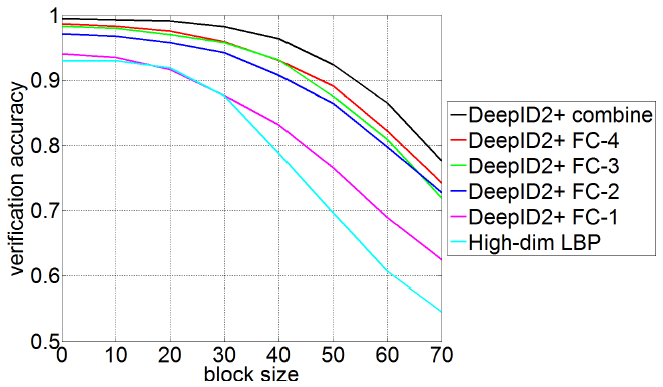 1
0.9
0.8
0.7
0.6
0.5
0 10 20 30 40 50 60 70
verification accuracy
block size
DeepID2+ combine
DeepID2+ FC-4
DeepID2+ FC-3
DeepID2+ FC-2
DeepID2+ FC-1
High-dim LBP